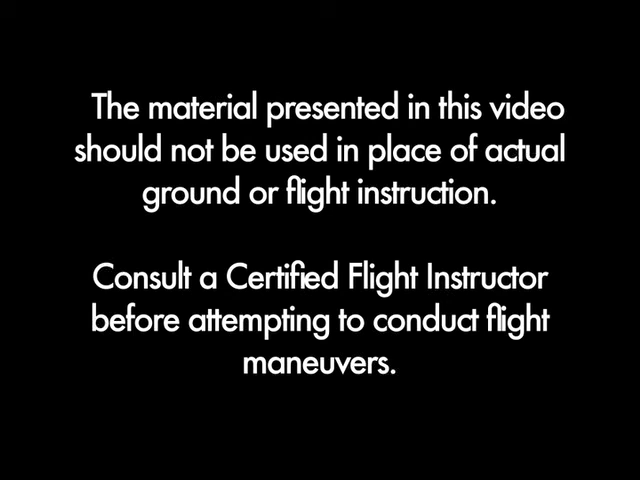 The material presented in this video
should not be used in place of actual
ground or flight instruction.
Consult a Certified Flight Instructor
before attempting to conduct flight
maneuvers.